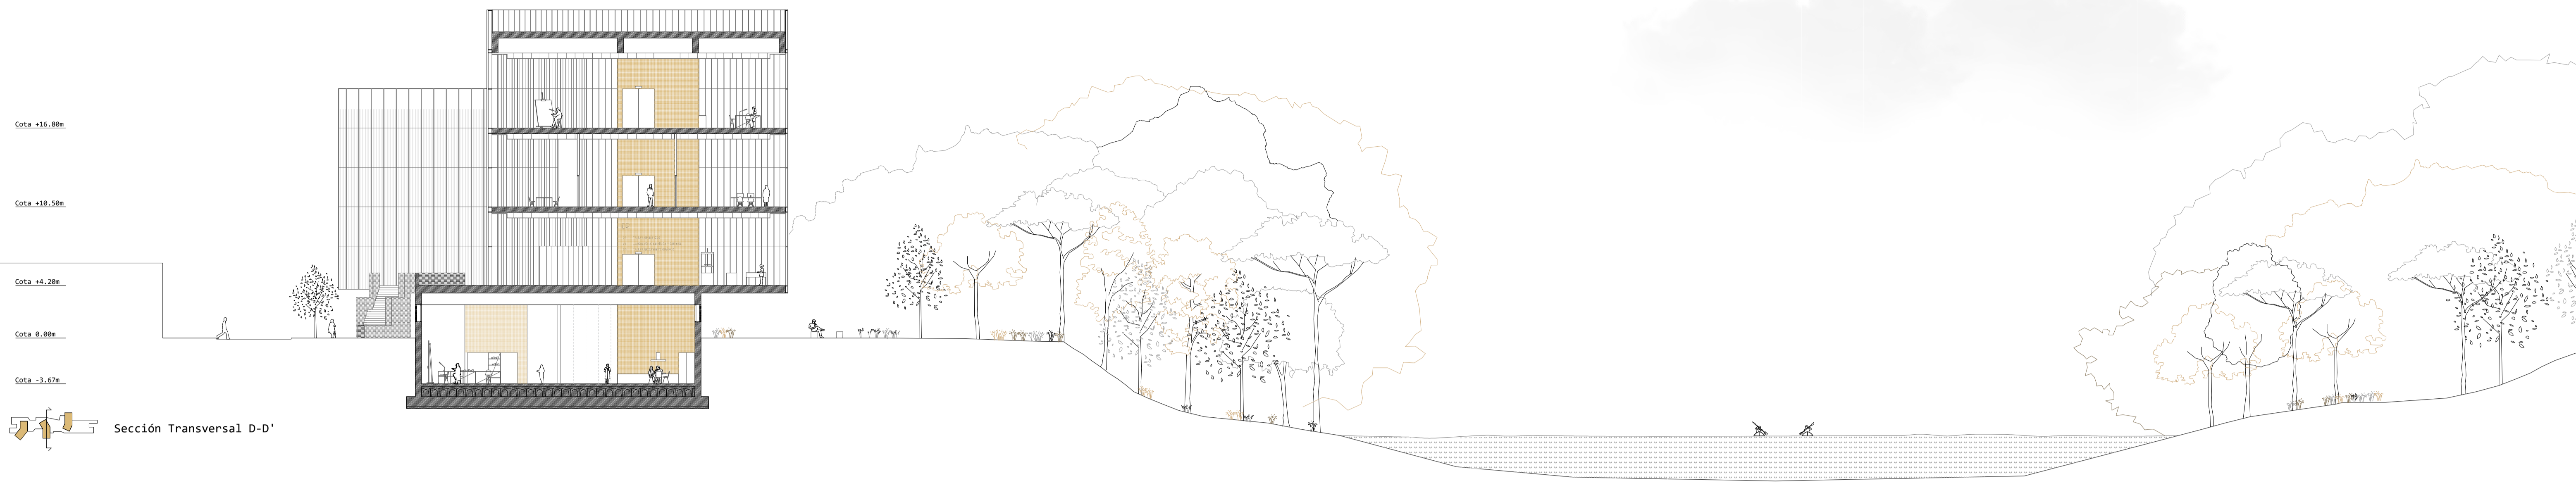 Cota +16.80m
Cota +10.50m
Cota +4.20m
Cota 0.00m
Cota -3.67m
Sección Transversal D-D'